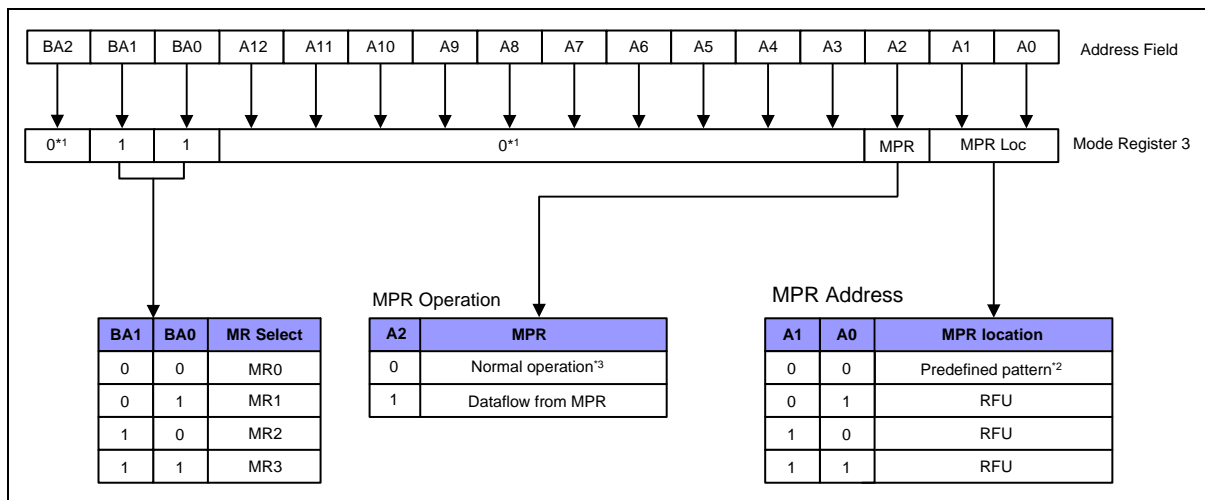 BA2 BA1 BA0 A12 A11 A10 A9 A8 A7 A6 A5 A4 A3 A2 A1 A0 Address Field
0*1 1 1 0*1 MPR MPR Loc Mode Register 3
MPR Operation
MPR Address
BA1 BA0 MR Select
0 0 MR0
0 1 MR1
1 0 MR2
1 1 MR3
A2 MPR
0 Normal operation*3
1 Dataflow from MPR
A1 A0 MPR location
0 0 Predefined pattern*2
0 1 RFU
1 0 RFU
1 1 RFU